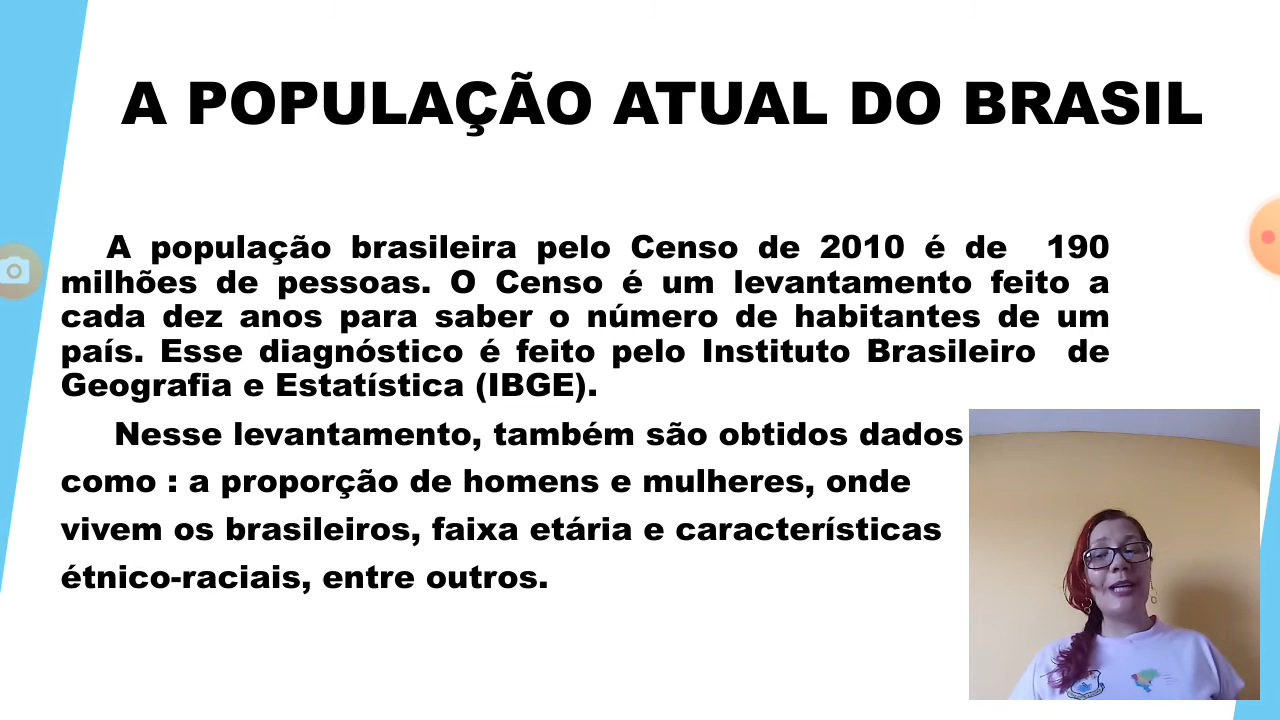 A POPULAÇÃO ATUAL DO BRASIL
A população brasileira pelo Censo de 2010 é de 190
milhões de pessoas. O Censo é um levantamento feito a
cada dez anos para saber o número de habitantes de um
país. Esse diagnóstico é feito pelo Instituto Brasileiro de
Geografia e Estatística (IBGE).
Nesse levantamento, também são obtidos dados
como : a proporção de homens e mulheres, onde
vivem os brasileiros, faixa etária e características
étnico-raciais, entre outros.